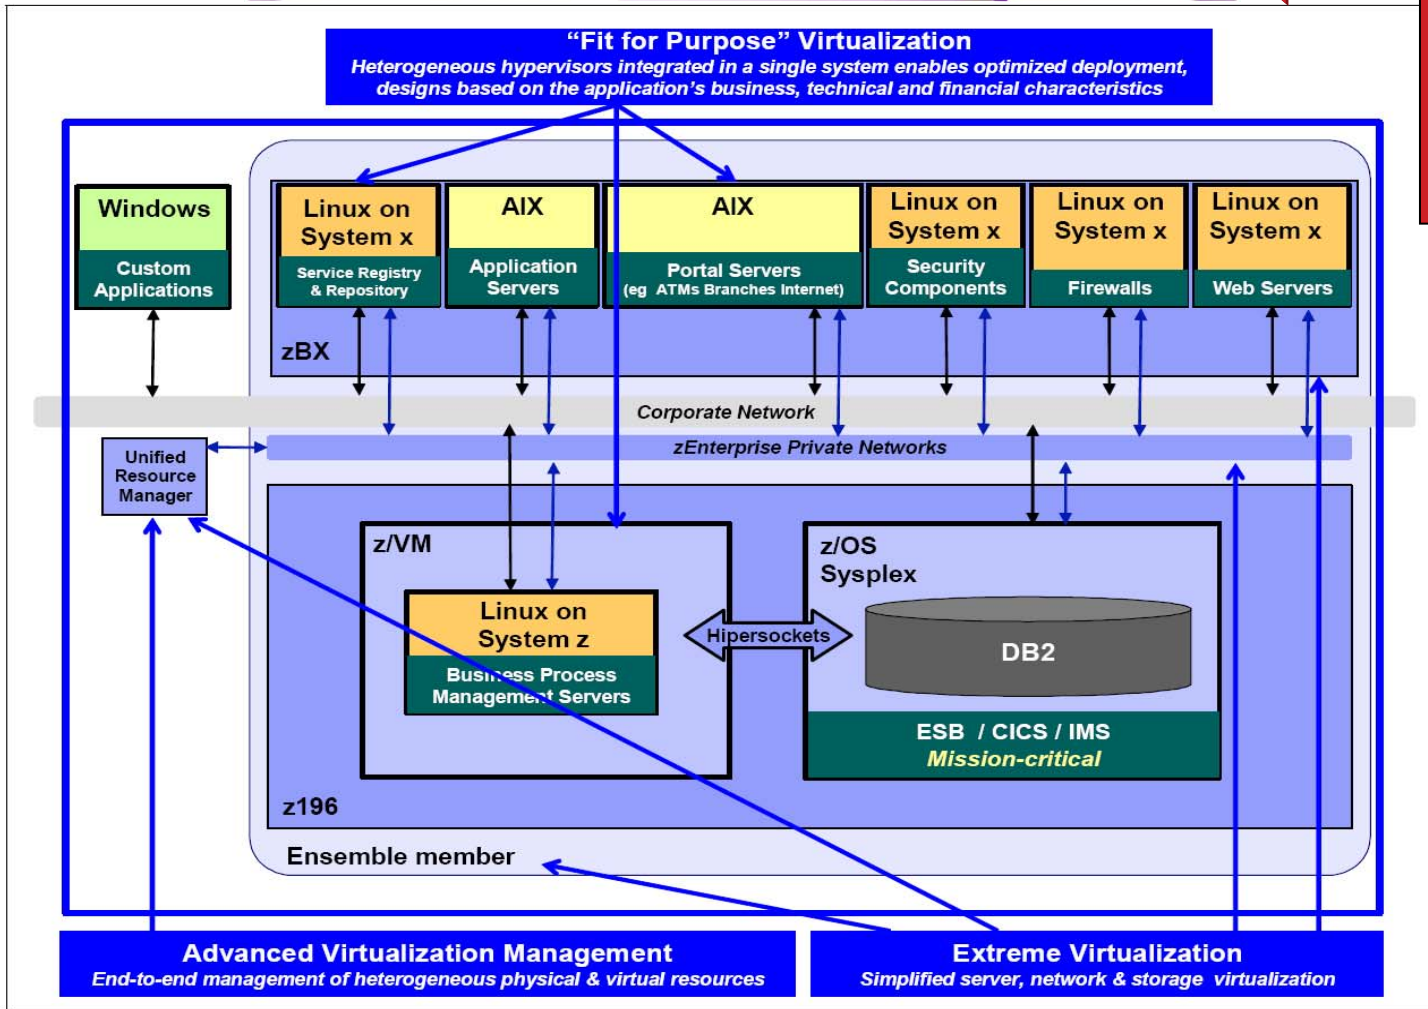 “Fit for Purpose” Virtualization
Heterogeneous hypervisors integrated in a single system enables optimized deployment,
designs based on the application’s business, technical and financial characteristics
Windows
Custom
Applications
Linux on
System x
Service Registry
& Repository
AIX
Application
Servers
AIX
Portal Servers
(eg ATMs Branches Internet)
Linux on
System x
Security
Components
Linux on
System x
Firewalls
Linux on
System x
Web Servers
zBX
Corporate Network
zEnterprise Private Networks
Unified
Resource
Manager
z/VM
Linux on
System z
Business Process
Management Servers
Hipersockets
z/OS
Sysplex
DB2
ESB / CICS / IMS
Mission-critical
z196
Ensemble member
Advanced Virtualization Management
End-to-end management of heterogeneous physical & virtual resources
Extreme Virtualization
Simplified server, network & storage virtualization